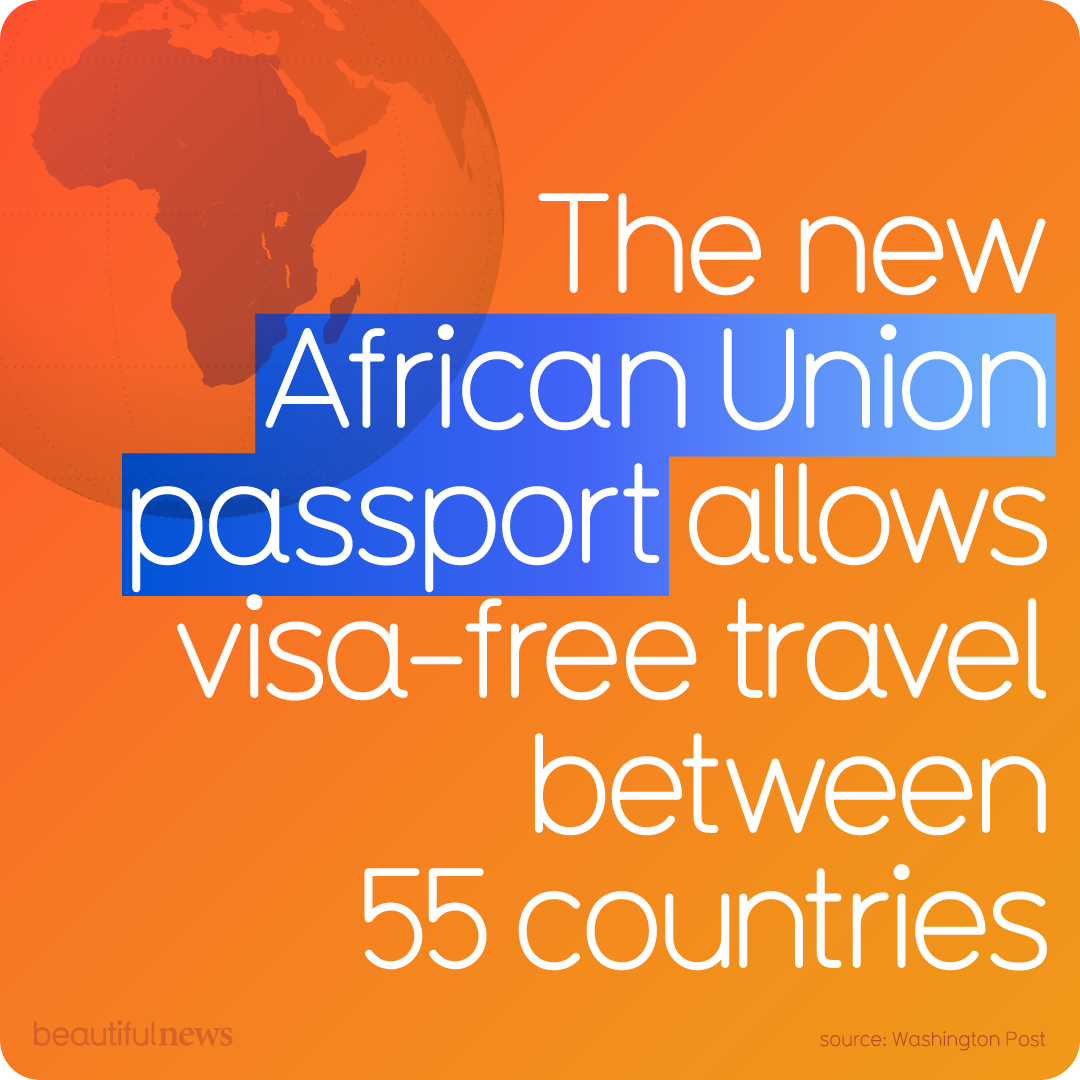 The new
African Union
passport allows
visa-free travel
between
55 countries
beautifulnews
source: Washington Post